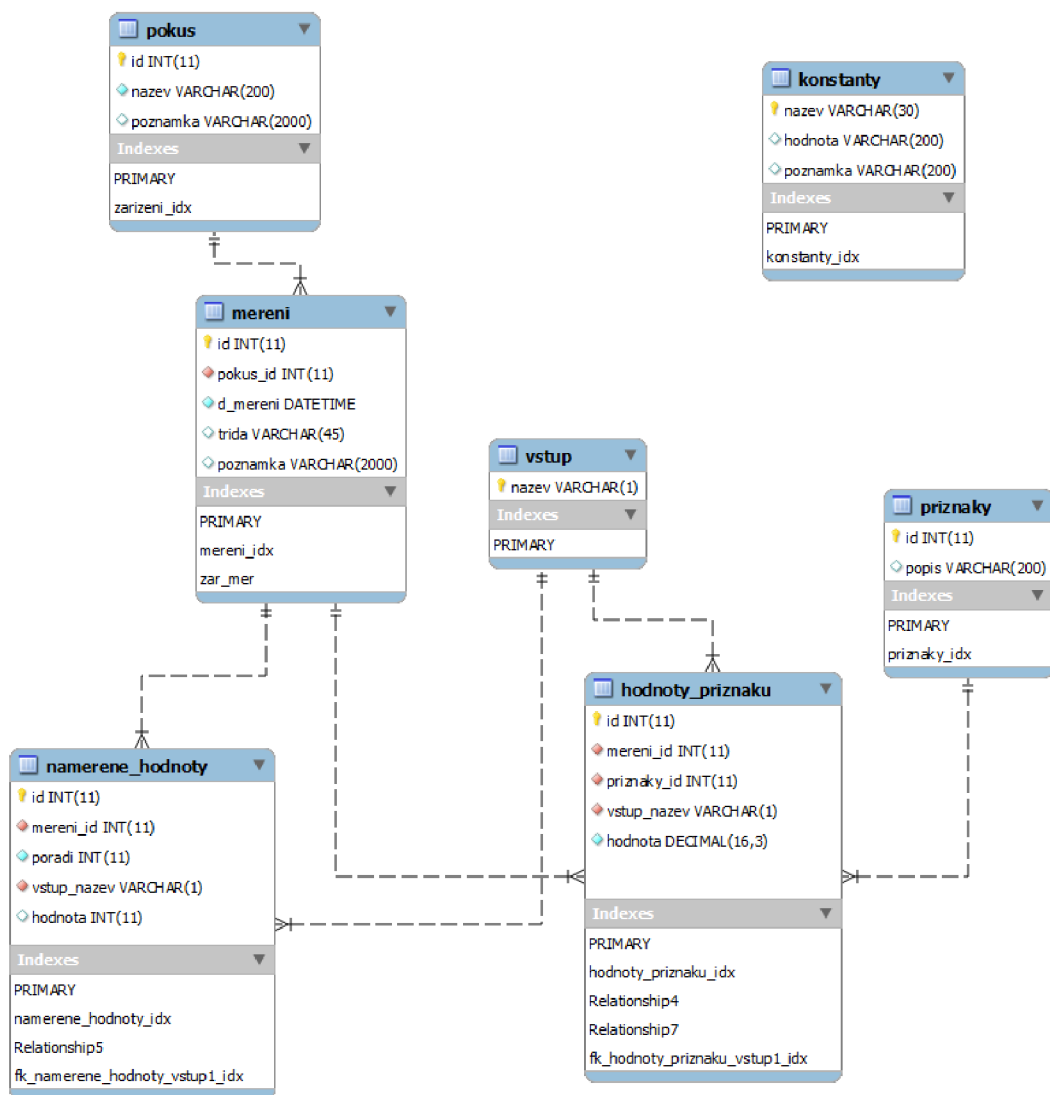 pokus
id INT(11)
nazev VARCHAR(200)
poznamka VARCHAR(2000)
Indexes
PRIMARY
zarizeni_idx
konstanty
nazev VARCHAR(30)
hodnota VARCHAR(200)
poznamka VARCHAR(200)
Indexes
PRIMARY
konstanty_idx
mereni
id INT(11)
pokus_id INT(11)
d_mereni DATETIME
trida VARCHAR(45)
poznamka VARCHAR(2000)
Indexes
PRIMARY
mereni_idx
zar_mer
vstup
nazev VARCHAR(1)
Indexes
PRIMARY
priznaky
id INT(11)
popis VARCHAR(200)
Indexes
PRIMARY
priznaky_idx
namerene_hodnoty
id INT(11)
mereni_id INT(11)
poradi INT(11)
vstup_nazev VARCHAR(1)
hodnota INT(11)
Indexes
PRIMARY
namerene_hodnoty_idx
Relationship5
fk_namerene_hodnoty_vstup1_idx
hodnoty_priznaku
id INT(11)
mereni_id INT(11)
priznaky_id INT(11)
vstup_nazev VARCHAR(1)
hodnota DECIMAL(16,3)
Indexes
PRIMARY
hodnoty_priznaku_idx
Relationship4
Relationship7
fk_hodnoty_priznaku_vstup1_idx